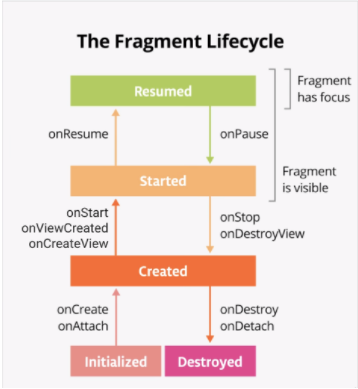 The Fragment Lifecycle
Resumed
Fragment
has focus
onResume
onPause
Started
Fragment
is visible
onStart
onViewCreated
onCreateView
onStop
onDestroyView
Created
onCreate
onAttach
onDestroy
onDetach
Initialized
Destroyed